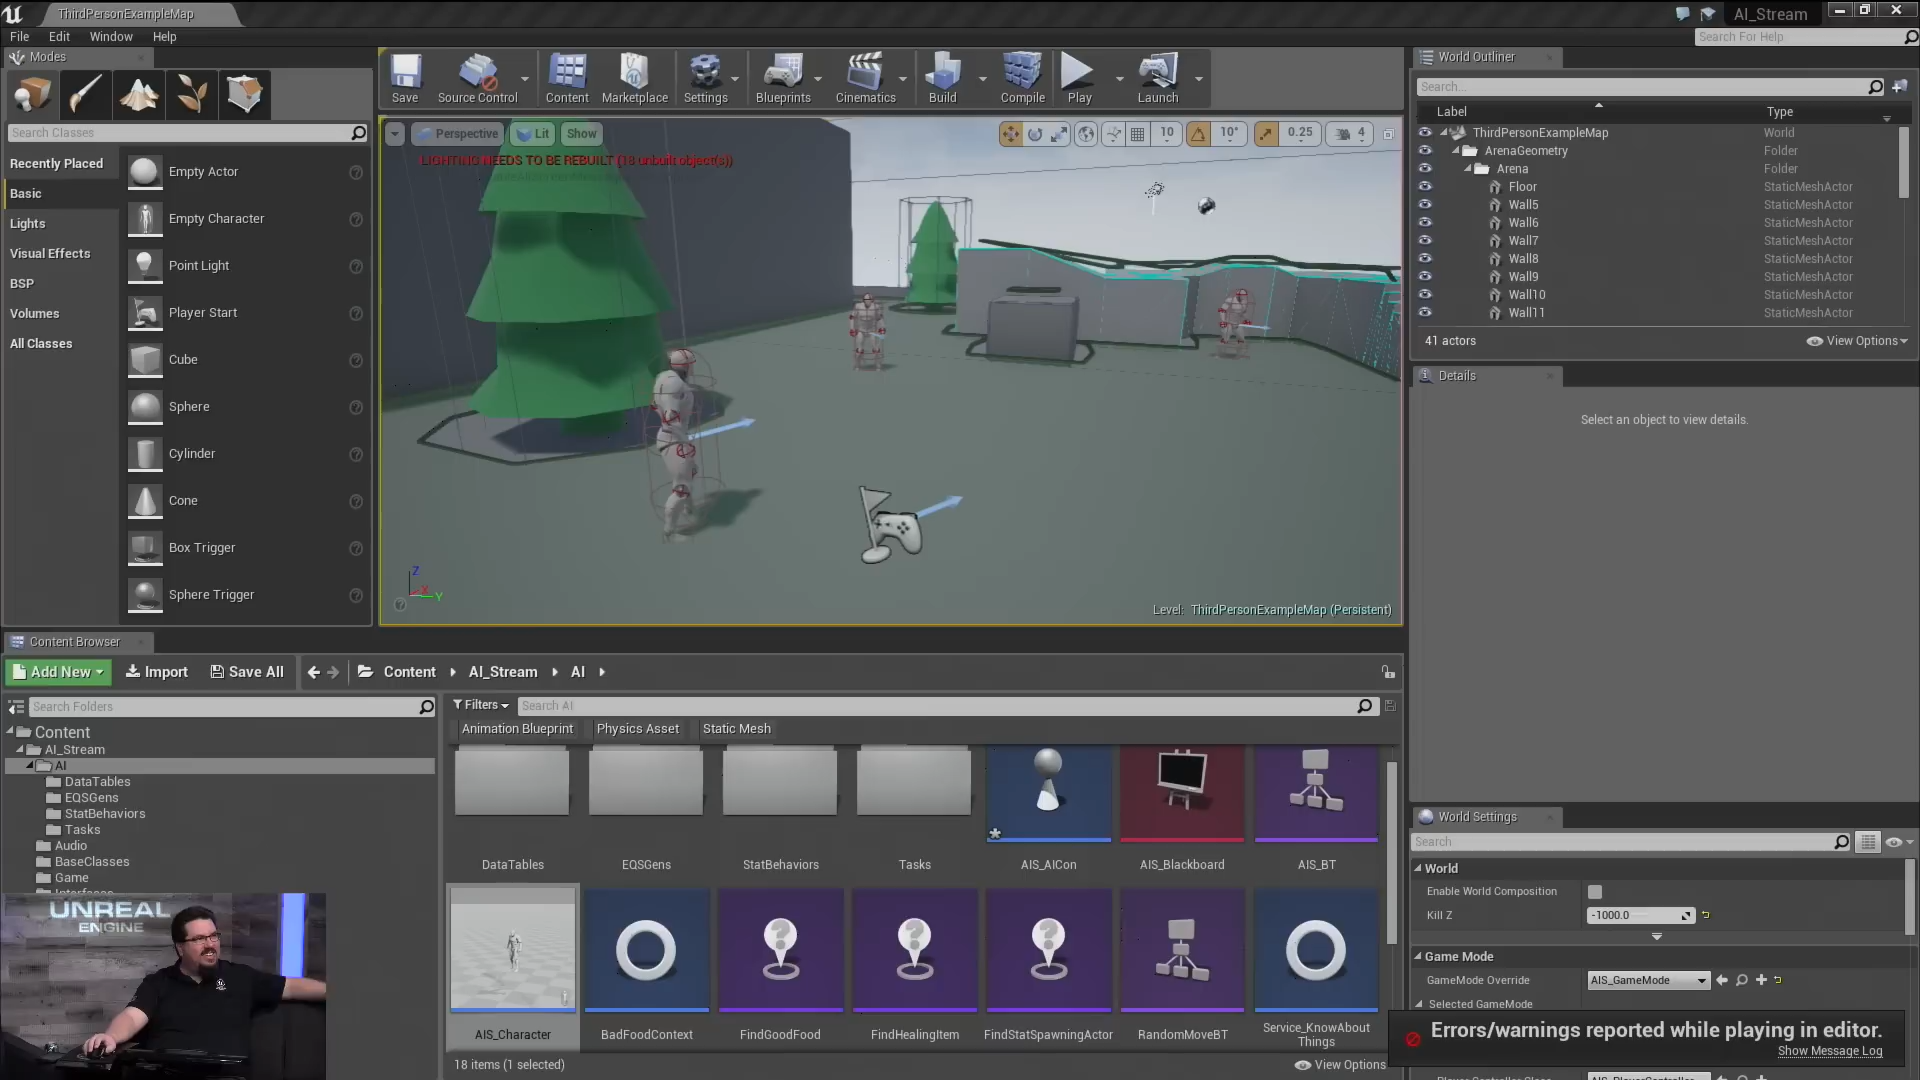 ThirdPersonExampleMap
AI_Stream
File
Edit
Window
Help
Search For Help
Modes
Search Classes
Recently Placed
Basic
Lights
Visual Effects
BSP
Volumes
All Classes
Empty Actor
Empty Character
Point Light
Player Start
Cube
Sphere
Cylinder
Cone
Box Trigger
Sphere Trigger
Save
Source Control
Content
Marketplace
Settings
Blueprints
Cinematics
Build
Compile
Play
Launch
Perspective
Lit
Show
10
10°
0.25
4
LIGHTING NEEDS TO BE REBUILT (18 unbuilt object(s))
Z
X
Y
Level: ThirdPersonExampleMap (Persistent)
World Outliner
Search...
Label
Type
ThirdPersonExampleMap World
ArenaGeometry Folder
Arena Folder
Floor StaticMeshActor
Wall5 StaticMeshActor
Wall6 StaticMeshActor
Wall7 StaticMeshActor
Wall8 StaticMeshActor
Wall9 StaticMeshActor
Wall10 StaticMeshActor
Wall11 StaticMeshActor
41 actors
View Options
Details
Select an object to view details.
World Settings
Search
World
Enable World Composition
Kill Z -1000.0
Game Mode
GameMode Override AIS_GameMode
Selected GameMode
Errors/warnings reported while playing in editor.
Show Message Log
Content Browser
Add New
Import
Save All
Content
AI_Stream
AI
Search Folders
Content
AI_Stream
AI
DataTables
EQSGens
StatBehaviors
Tasks
Audio
BaseClasses
Game
Filters
Search AI
Animation Blueprint
Physics Asset
Static Mesh
DataTables
EQSGens
StatBehaviors
Tasks
AIS_AICon
AIS_Blackboard
AIS_BT
AIS_Character
BadFoodContext
FindGoodFood
FindHealingItem
FindStatSpawningActor
RandomMoveBT
Service_KnowAbout
Things
18 items (1 selected)
View Options
UNREAL
ENGINE